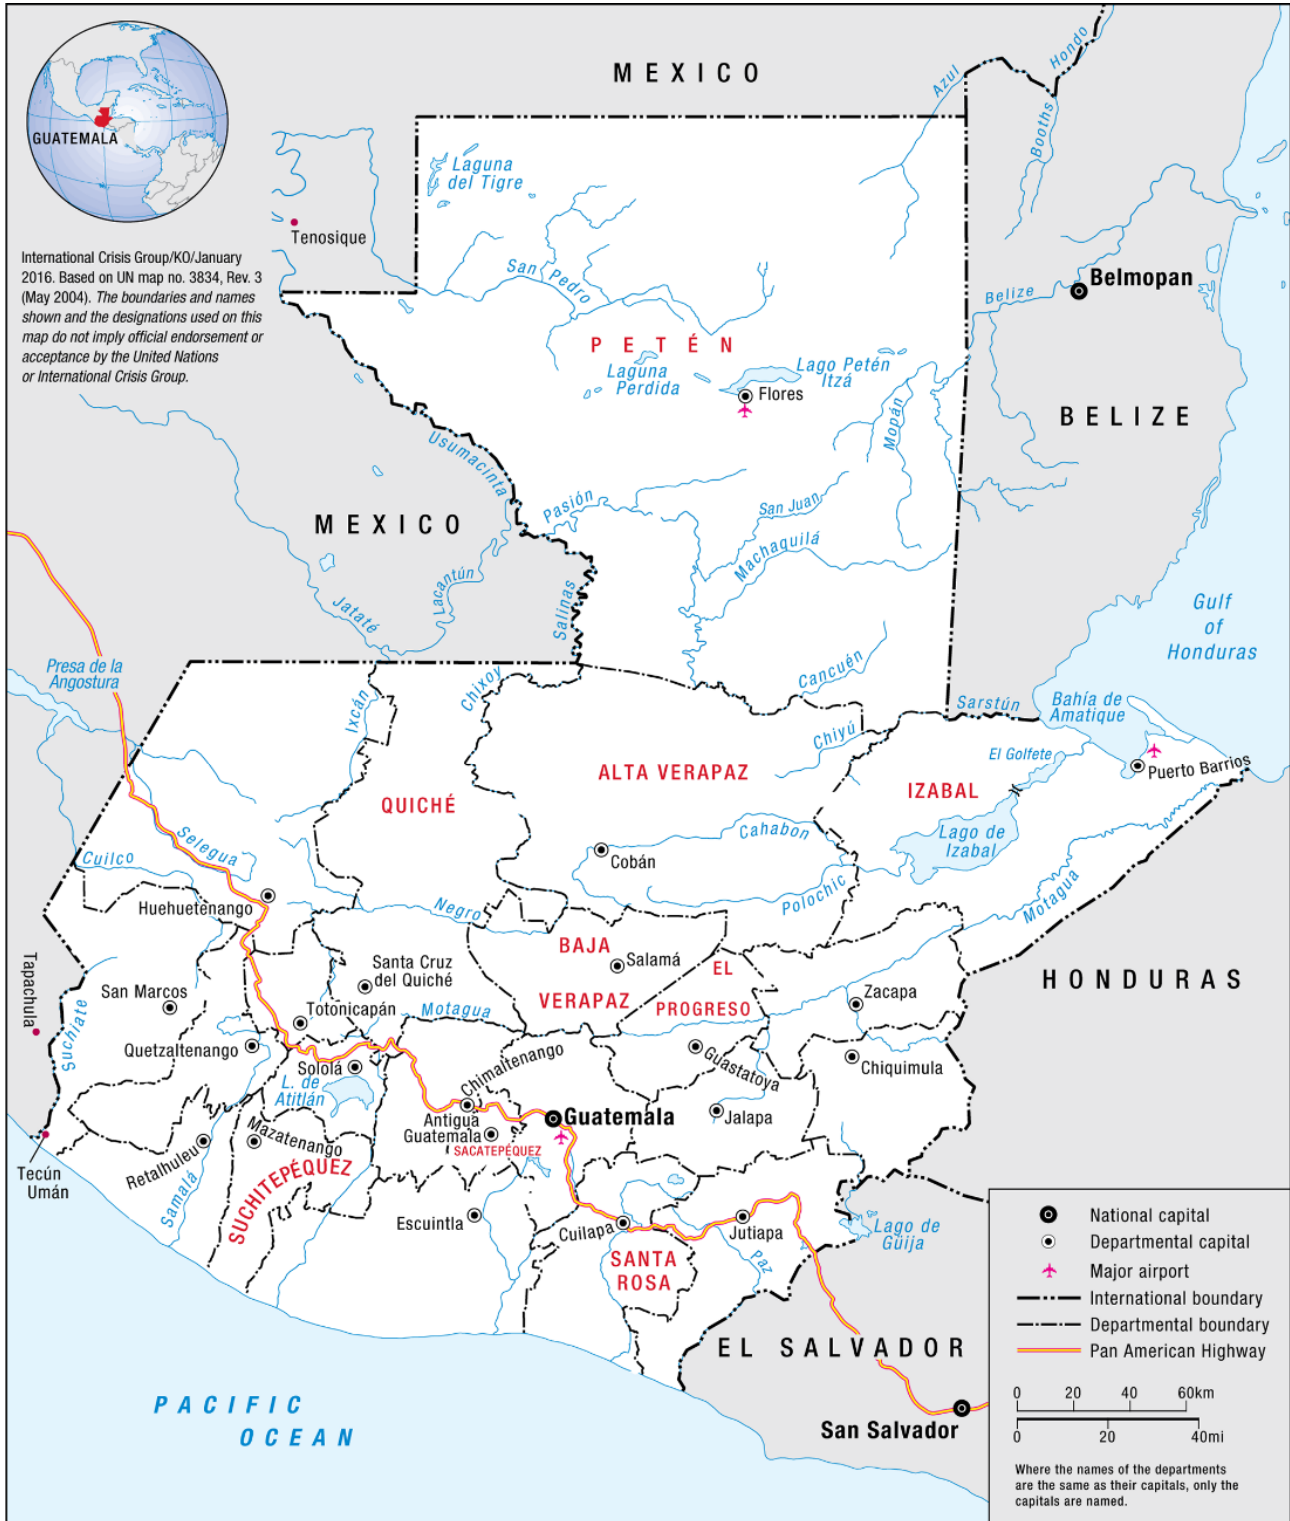 MEXICO
Hondo
Azul
Booths
GUATEMALA
Laguna
del Tigre
Tenosique
International Crisis Group/KO/January
2016. Based on UN map no. 3834, Rev. 3
(May 2004). The boundaries and names
shown and the designations used on this
map do not imply official endorsement or
acceptance by the United Nations
or International Crisis Group.
San Pedro
Belize
Belmopan
PETÉN
Laguna
Perdida
Lago Petén
Itzá
Flores
Mopán
BELIZE
Usumacinta
MEXICO
Pasión
San Juan
Machaquilá
Lacantún
Jataté
Salinas
Gulf
of
Honduras
Presa de la
Angostura
Ixcán
Chixoy
Cancuén
Sarstún
Bahía de
Amatique
Chiyú
El Golfete
Puerto Barrios
ALTA VERAPAZ
IZABAL
QUICHÉ
Cahabon
Lago de
Izabal
Selegua
Cuilco
Cobán
Polochic
Motagua
Huehuetenango
Negro
BAJA
VERAPAZ
Salamá
EL
PROGRESO
HONDURAS
Tapachula
Suchiate
San Marcos
Santa Cruz
del Quiché
Totonicapán
Motagua
Zacapa
Quetzaltenango
Sololá
L. de
Atitlán
Chimaltenango
Guastatoya
Chiquimula
Antigua
Guatemala
SACATEPÉQUEZ
Guatemala
Jalapa
Mazatenango
Retalhuleu
SUCHITEPÉQUEZ
Samalá
Tecún
Umán
Escuintla
Cuilapa
Jutiapa
Lago de
Güija
SANTA
ROSA
Paz
EL SALVADOR
San Salvador
PACIFIC
OCEAN
National capital
Departmental capital
Major airport
International boundary
Departmental boundary
Pan American Highway
0 20 40 60km
0 20 40mi
Where the names of the departments
are the same as their capitals, only the
capitals are named.